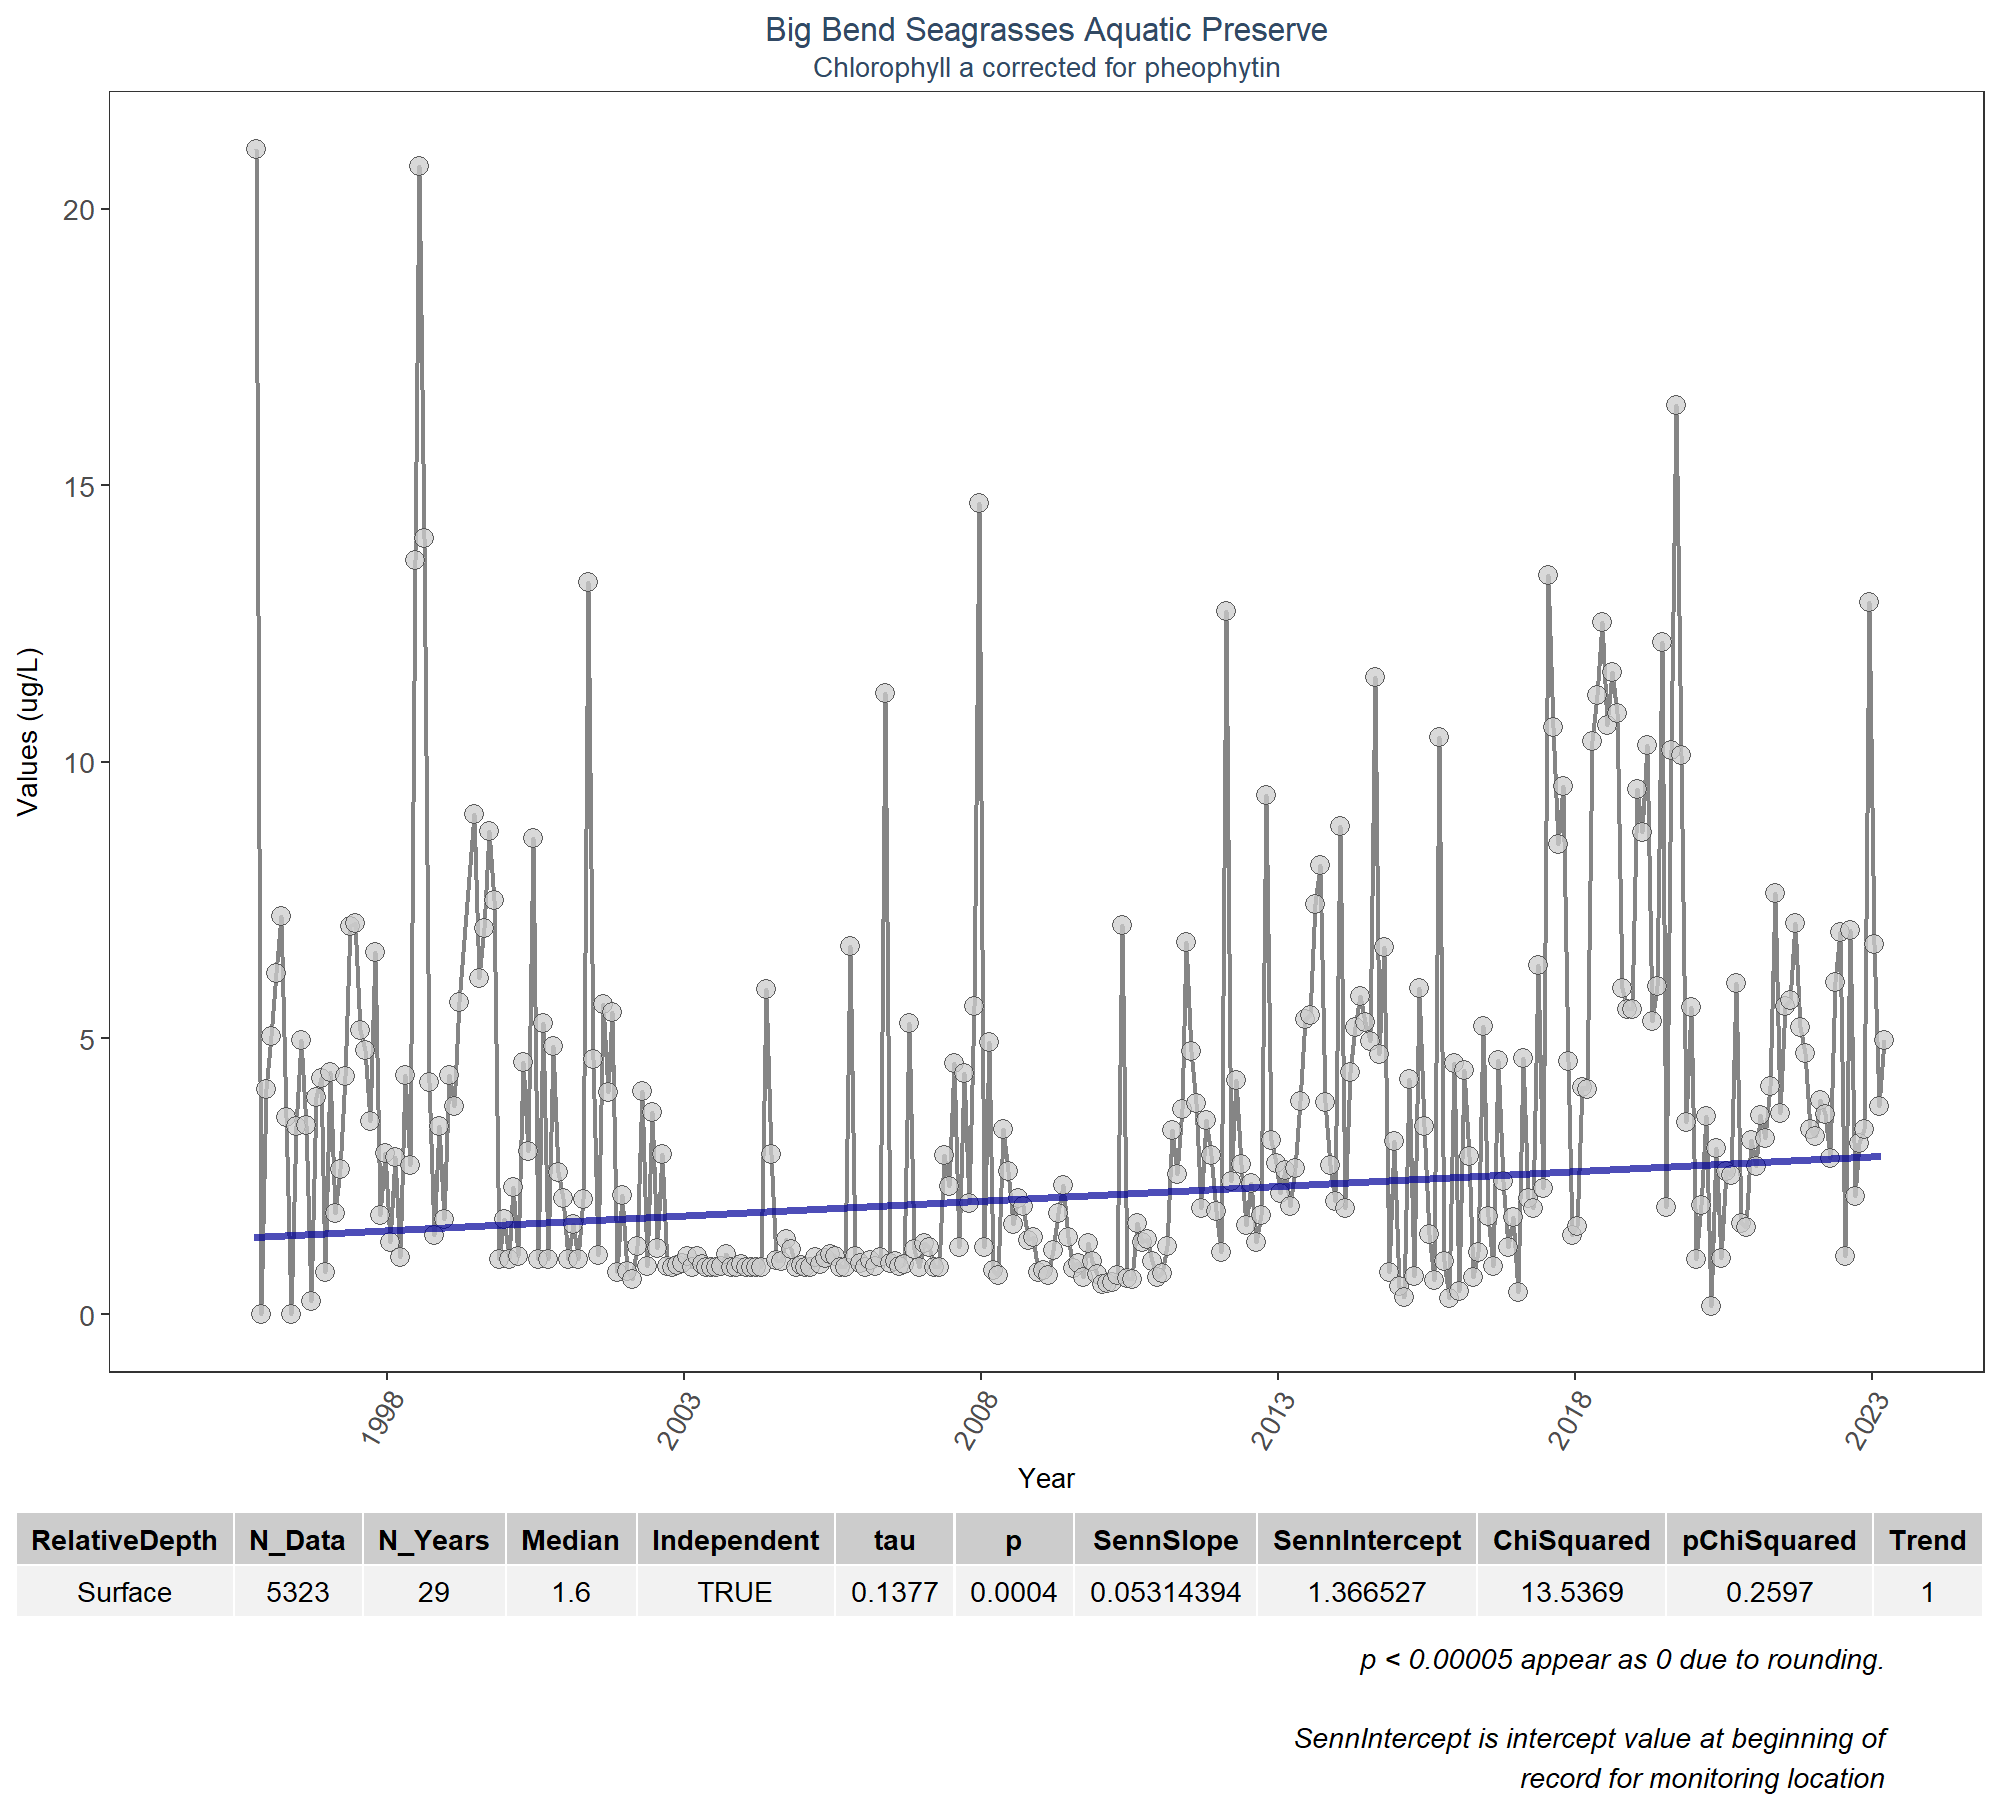 Big Bend Seagrasses Aquatic Preserve
Chlorophyll a corrected for pheophytin
Values (ug/L)
20
15
10
5
0
1998 2003 2008 2013 2018 2023
Year
RelativeDepth N_Data N_Years Median Independent tau p SennSlope SennIntercept ChiSquared pChiSquared Trend
Surface 5323 29 1.6 TRUE 0.1377 0.0004 0.05314394 1.366527 13.5369 0.2597 1
p < 0.00005 appear as 0 due to rounding.
SennIntercept is intercept value at beginning of
record for monitoring location